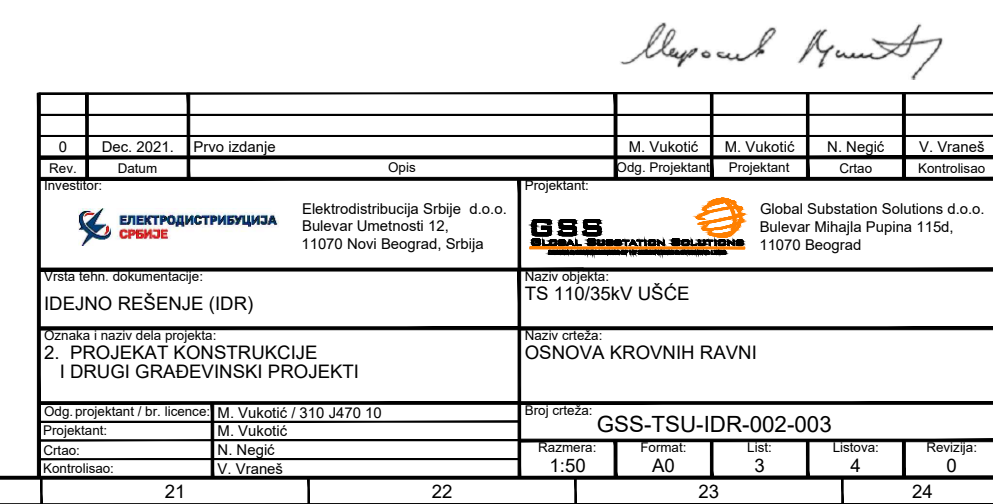 0 Dec. 2021. Prvo izdanje M. Vukotić M. Vukotić N. Negić V. Vraneš
Rev. Datum Opis Odg. Projektant Projektant Crtao Kontrolisao
Investitor:
ЕЛЕКТРОДИСТРИБУЦИЈА
СРБИЈЕ
Elektrodistribucija Srbije d.o.o.
Bulevar Umetnosti 12,
11070 Novi Beograd, Srbija
Projektant:
GSS
GLOBAL SUBSTATION SOLUTIONS
Global Substation Solutions d.o.o.
Bulevar Mihajla Pupina 115d,
11070 Beograd
Vrsta tehn. dokumentacije:
IDEJNO REŠENJE (IDR)
Naziv objekta:
TS 110/35kV UŠĆE
Oznaka i naziv dela projekta:
2. PROJEKAT KONSTRUKCIJE
I DRUGI GRAĐEVINSKI PROJEKTI
Naziv crteža:
OSNOVA KROVNIH RAVNI
Odg. projektant / br. licence: M. Vukotić / 310 J470 10
Projektant: M. Vukotić
Crtao: N. Negić
Kontrolisao: V. Vraneš
Broj crteža:
GSS-TSU-IDR-002-003
Razmera: Format: List: Listova: Revizija:
1:50 A0 3 4 0
21 22 23 24